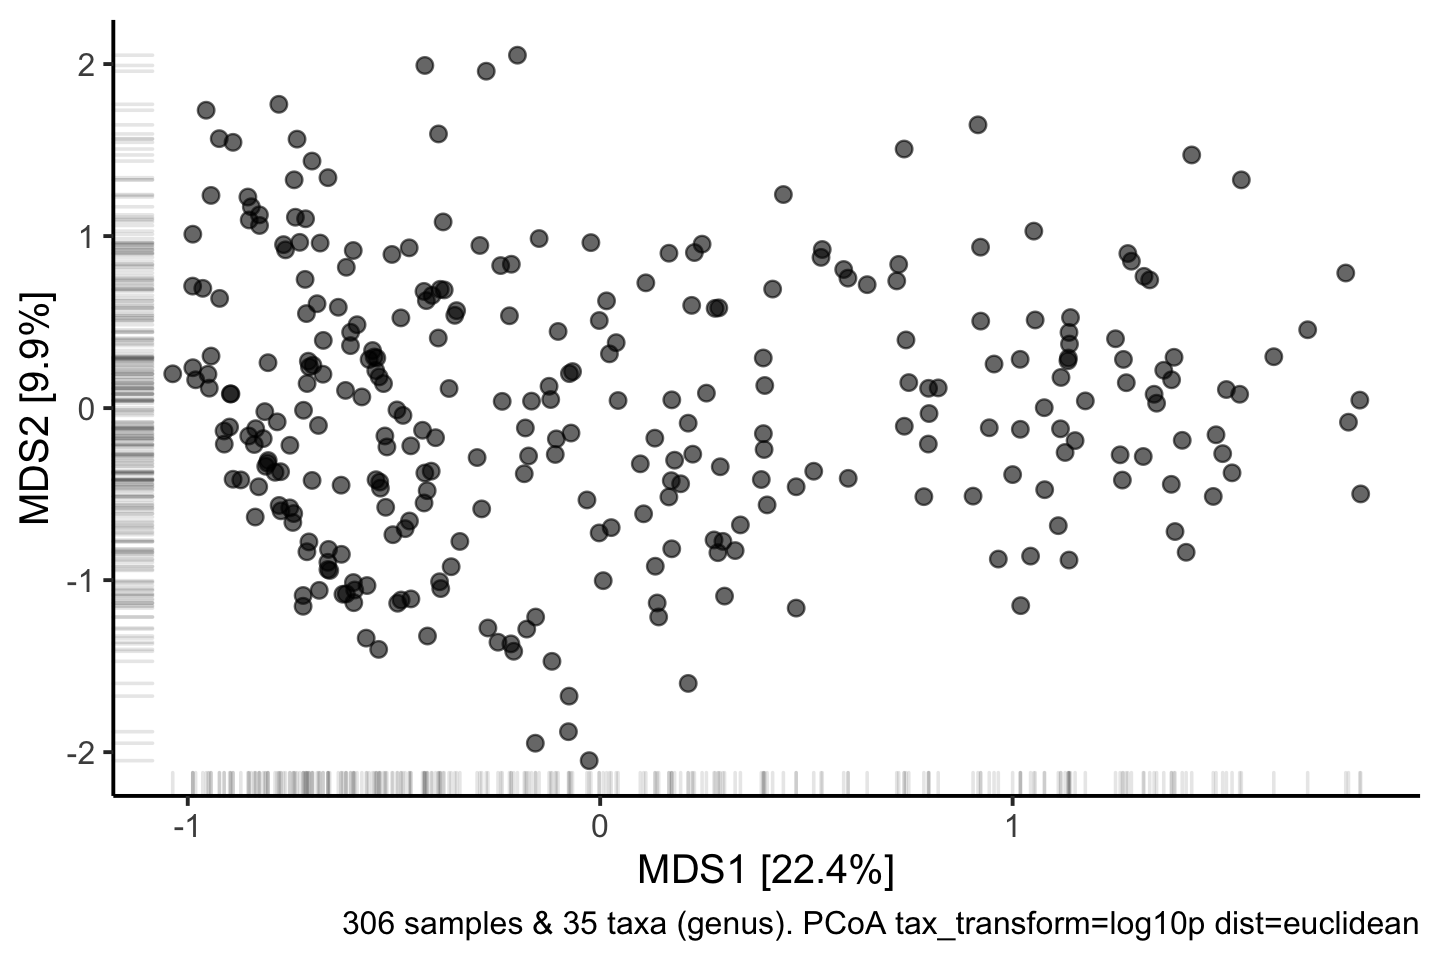 2
1
0
-1
-2
MDS2 [9.9%]
-1
0
1
MDS1 [22.4%]
306 samples & 35 taxa (genus). PCoA tax_transform=log10p dist=euclidean